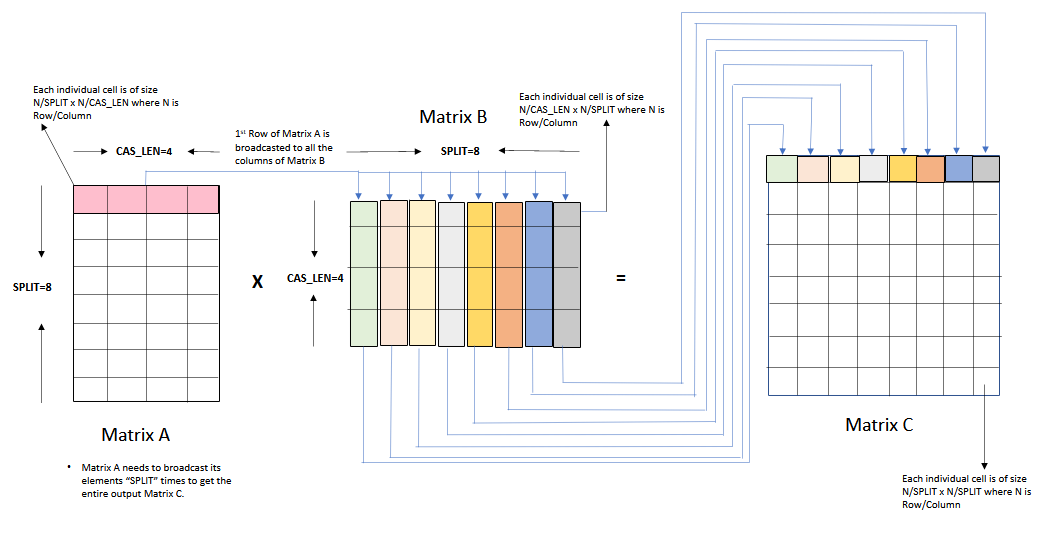 Each individual cell is of size
N/SPLIT x N/CAS_LEN where N is
Row/Column
CAS_LEN=4
1st Row of Matrix A is
broadcasted to all the
columns of Matrix B
Matrix B
SPLIT=8
Each individual cell is of size
N/CAS_LEN x N/SPLIT where N is
Row/Column
SPLIT=8
X
CAS_LEN=4
=
Matrix A
• Matrix A needs to broadcast its
elements “SPLIT” times to get the
entire output Matrix C.
Matrix C
Each individual cell is of size
N/SPLIT x N/SPLIT where N is
Row/Column